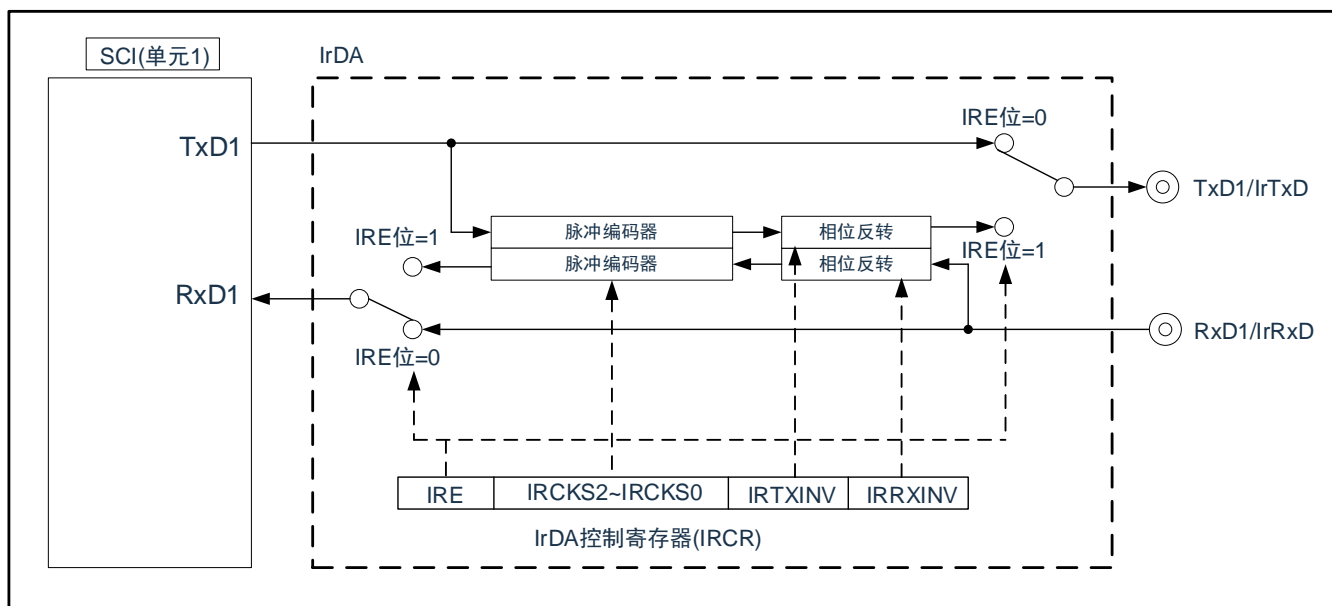 SCI(单元1)
IrDA
IRE位=0
TxD1
TxD1/IrTxD
脉冲编码器
相位反转
IRE位=1
脉冲编码器
相位反转
IRE位=1
RxD1
RxD1/IrRxD
IRE位=0
IRE
IRCKS2~IRCKS0
IRTXINV
IRRXINV
IrDA控制寄存器(IRCR)